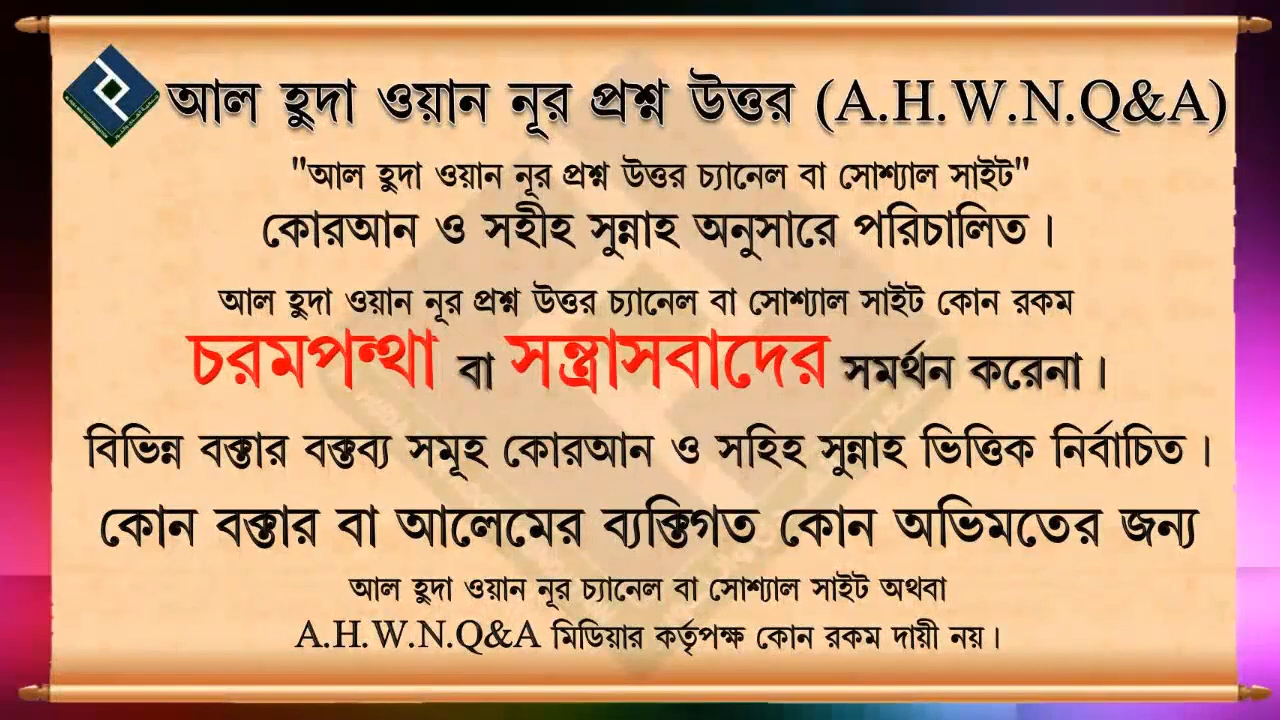 আল হুদা ওয়ান নূর প্রশ্ন উত্তর (A.H.W.N.Q&A)
"আল হুদা ওয়ান নূর প্রশ্ন উত্তর চ্যানেল বা সোশ্যাল সাইট"
কোরআন ও সহীহ সুন্নাহ অনুসারে পরিচালিত।
আল হুদা ওয়ান নূর প্রশ্ন উত্তর চ্যানেল বা সোশ্যাল সাইট কোন রকম
চরমপন্থা বা সন্ত্রাসবাদের সমর্থন করেনা।
বিভিন্ন বক্তার বক্তব্য সমূহ কোরআন ও সহিহ সুন্নাহ ভিত্তিক নির্বাচিত।
কোন বক্তার বা আলেমের ব্যক্তিগত কোন অভিমতের জন্য
আল হুদা ওয়ান নূর চ্যানেল বা সোশ্যাল সাইট অথবা
A.H.W.N.Q&A মিডিয়ার কর্তৃপক্ষ কোন রকম দায়ী নয়।